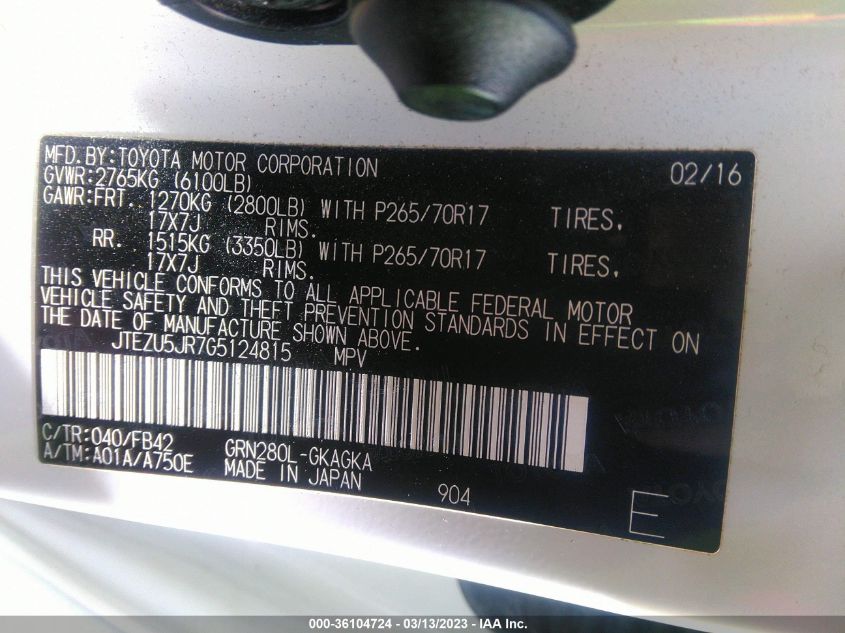 MFD. BY: TOYOTA MOTOR CORPORATION 02/16
GVWR: 2765KG (6100LB)
GAWR: FRT. 1270KG (2800LB) WITH P265/70R17 TIRES,
17X7J RIMS.
RR. 1515KG (3350LB) WITH P265/70R17 TIRES,
17X7J RIMS.
THIS VEHICLE CONFORMS TO ALL APPLICABLE FEDERAL MOTOR
VEHICLE SAFETY AND THEFT PREVENTION STANDARDS IN EFFECT ON
THE DATE OF MANUFACTURE SHOWN ABOVE.
JTEZU5JR7G5124815 MPV
C/TR: 040/FB42 GRN280L-GKAGKA
A/TM: A01A/A750E MADE IN JAPAN
904
E
000-36104724 — 03/13/2023 — IAA Inc.